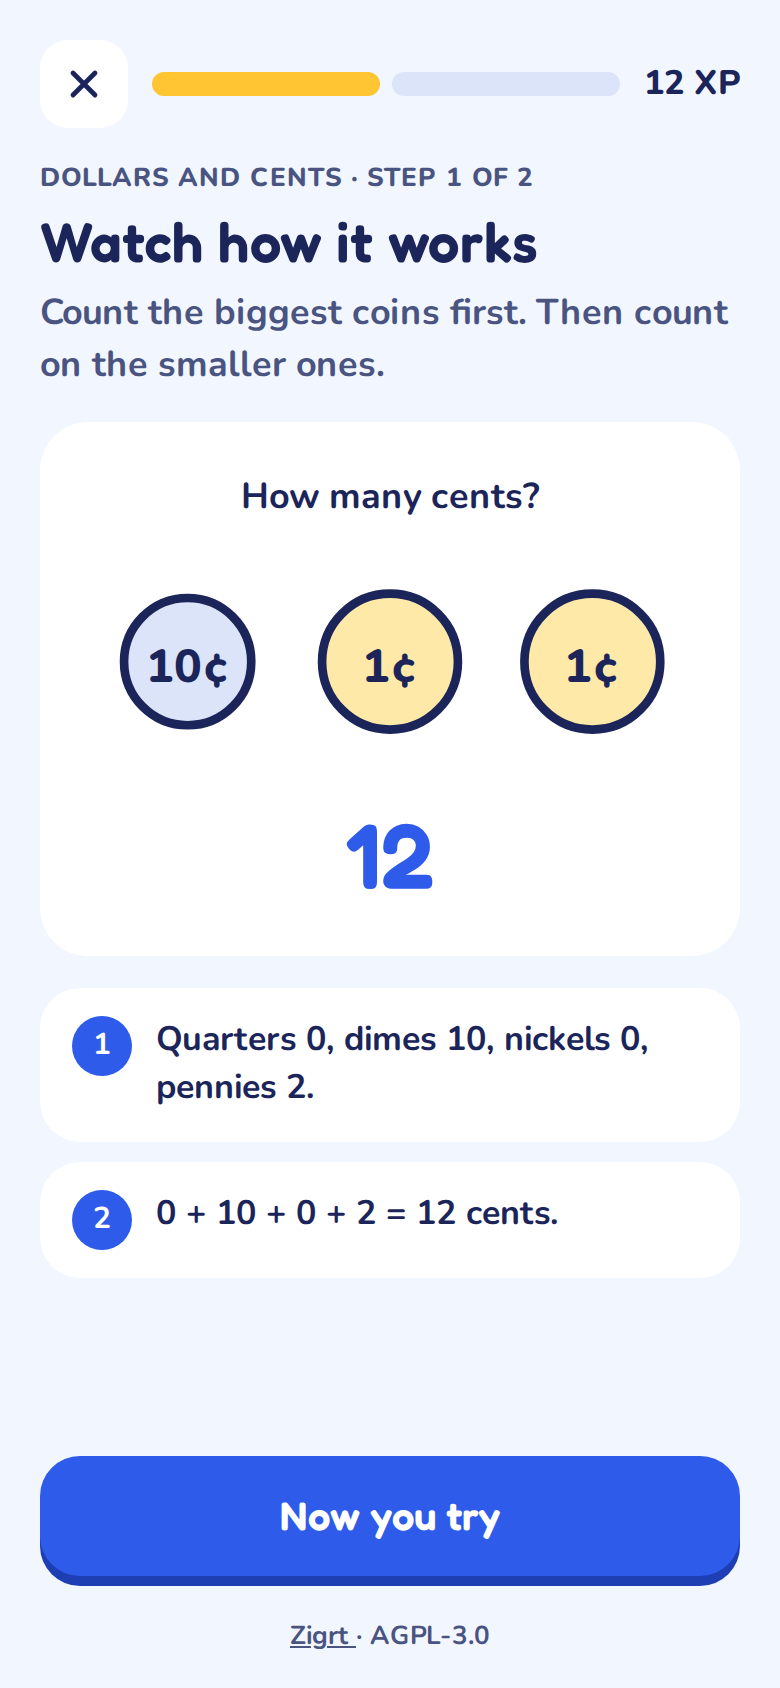 12 XP
DOLLARS AND CENTS · STEP 1 OF 2
Watch how it works
Count the biggest coins first. Then count
on the smaller ones.
How many cents?
10¢ 1¢ 1¢
12
1 Quarters 0, dimes 10, nickels 0,
pennies 2.
2 0 + 10 + 0 + 2 = 12 cents.
Now you try
Zigrt · AGPL-3.0